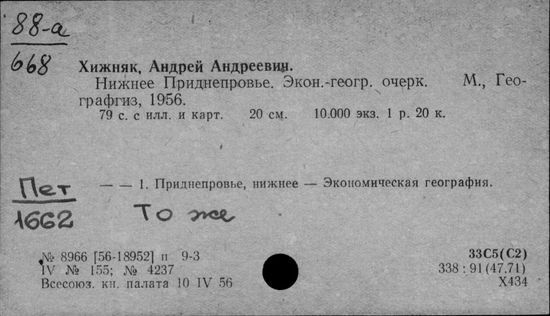 88-а
668
Хижняк, Андрей Андреевич.
Нижнее Приднепровье. Экон.-геогр. очерк. М., Гео-
графгиз, 1956.
79 с. с илл. и карт. 20 см. 10.000 экз. 1 р. 20 к.
Пет
1662
— — 1. Приднепровье, нижнее — Экономическая география.
То же
№ 8966 [56-18952] п 9-3
IV № 155; № 4237
Всесоюз. кн. палата 10 IV 56
33С5(С2)
338 : 91(47.71)
Х434